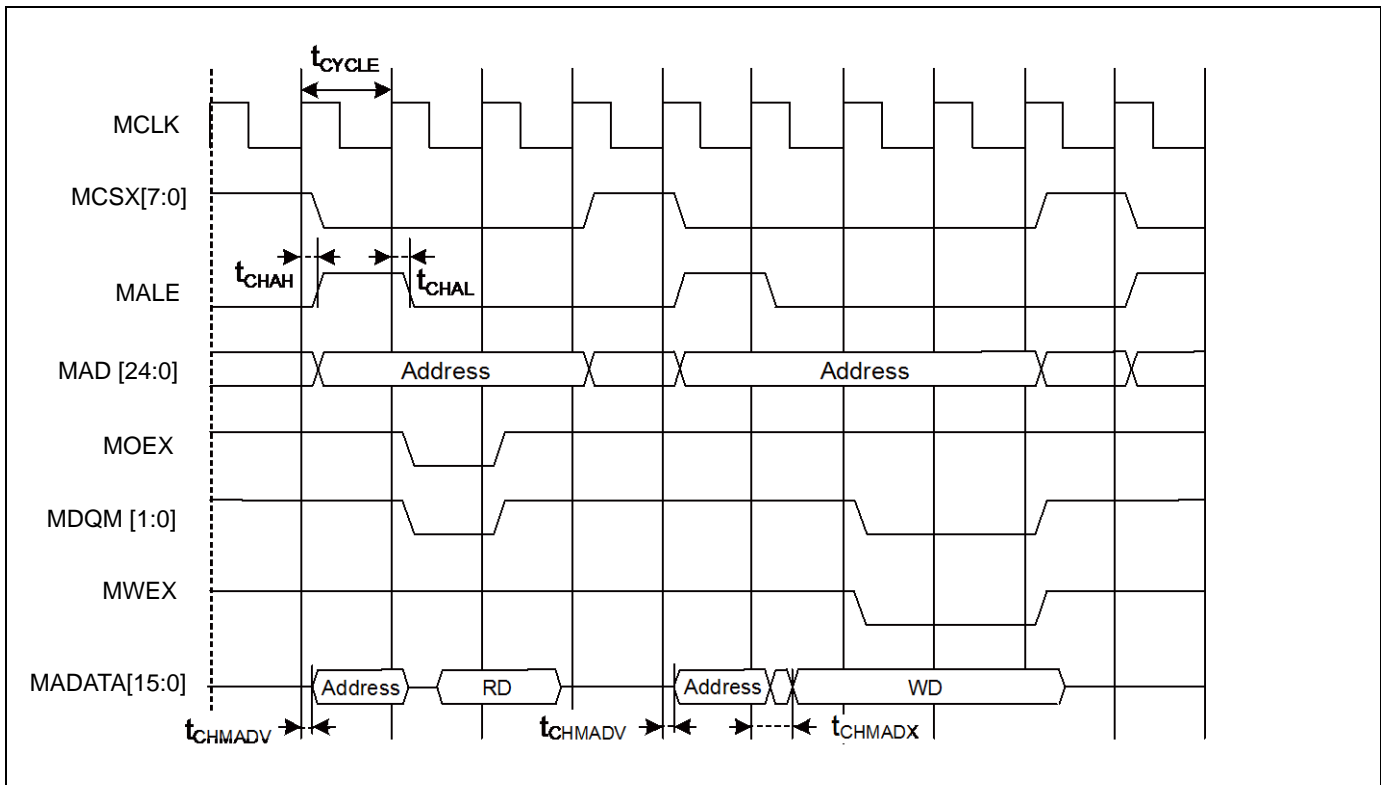 tCYCLE
MCLK
MCSX[7:0]
tCHAH
tCHAL
MALE
MAD [24:0]
Address
Address
MOEX
MDQM [1:0]
MWEX
MADATA[15:0]
Address
RD
Address
WD
tCHMADV
tCHMADV
tCHMADX